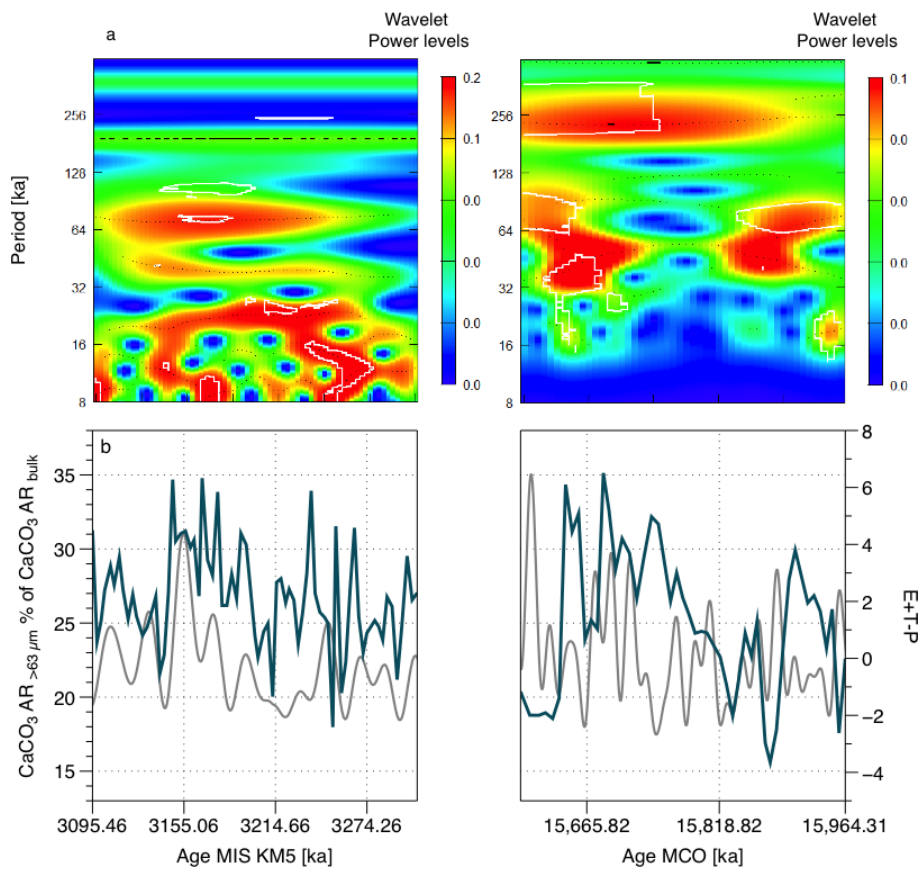 a
Wavelet
Power levels
Wavelet
Power levels
Period [ka]
256
128
64
32
16
8
0.2
0.1
0.1
0.0
0.0
0.0
0.0
256
128
64
32
16
8
0.1
0.0
0.0
0.0
0.0
0.0
b
CaCO3 AR >63 µm % of CaCO3 AR bulk
35
30
25
20
15
8
6
4
2
0
−2
−4
E+T-P
3095.46 3155.06 3214.66 3274.26
Age MIS KM5 [ka]
15,665.82 15,818.82 15,964.31
Age MCO [ka]